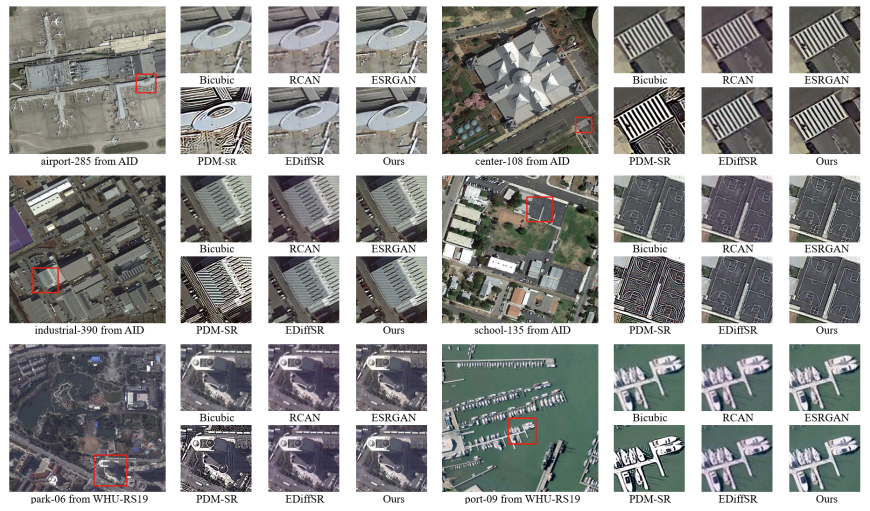 Bicubic RCAN ESRGAN
airport-285 from AID PDM-SR EDiffSR Ours
Bicubic RCAN ESRGAN
center-108 from AID PDM-SR EDiffSR Ours
Bicubic RCAN ESRGAN
industrial-390 from AID PDM-SR EDiffSR Ours
Bicubic RCAN ESRGAN
school-135 from AID PDM-SR EDiffSR Ours
Bicubic RCAN ESRGAN
park-06 from WHU-RS19 PDM-SR EDiffSR Ours
Bicubic RCAN ESRGAN
port-09 from WHU-RS19 PDM-SR EDiffSR Ours